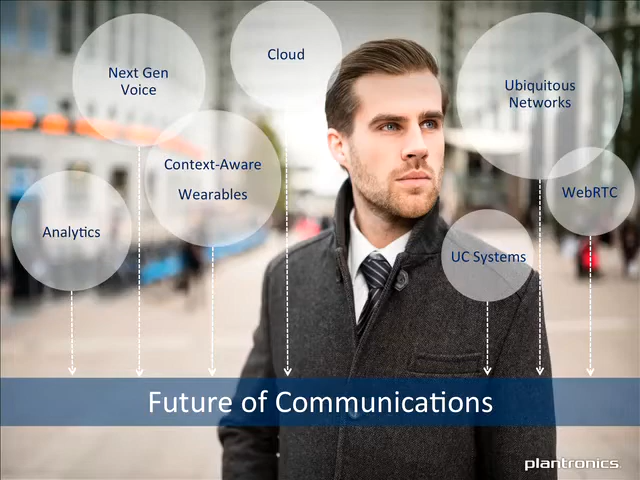 Cloud
Next Gen
Voice
Ubiquitous
Networks
Context-Aware
Wearables
WebRTC
Analytics
UC Systems
Future of Communications
plantronics.